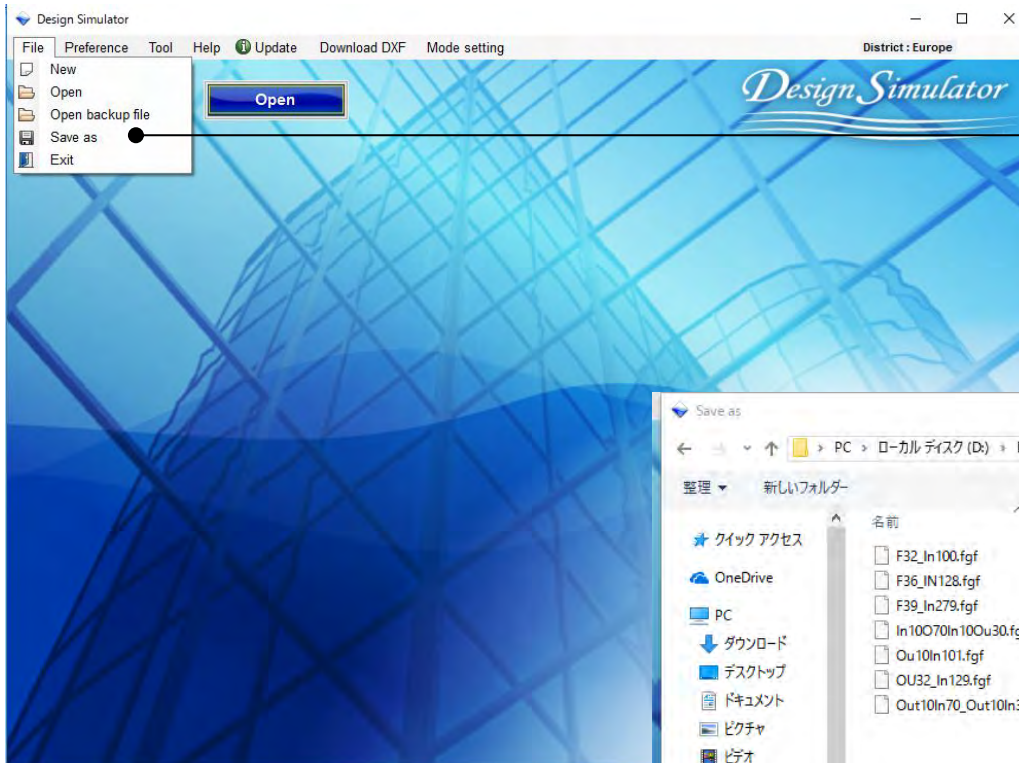 Design Simulator
File Preference Tool Help Update Download DXF Mode setting District : Europe
New
Open
Open backup file
Save as
Exit
Open
Design Simulator
Save as
PC > ローカル ディスク (D:) >
整理 新しいフォルダー
クイック アクセス
OneDrive
PC
ダウンロード
デスクトップ
ドキュメント
ピクチャ
ビデオ
名前
F32_In100.fgf
F36_IN128.fgf
F39_In279.fgf
In10O70In10Ou30.fg
Ou10In101.fgf
OU32_In129.fgf
Out10In70_Out10In3